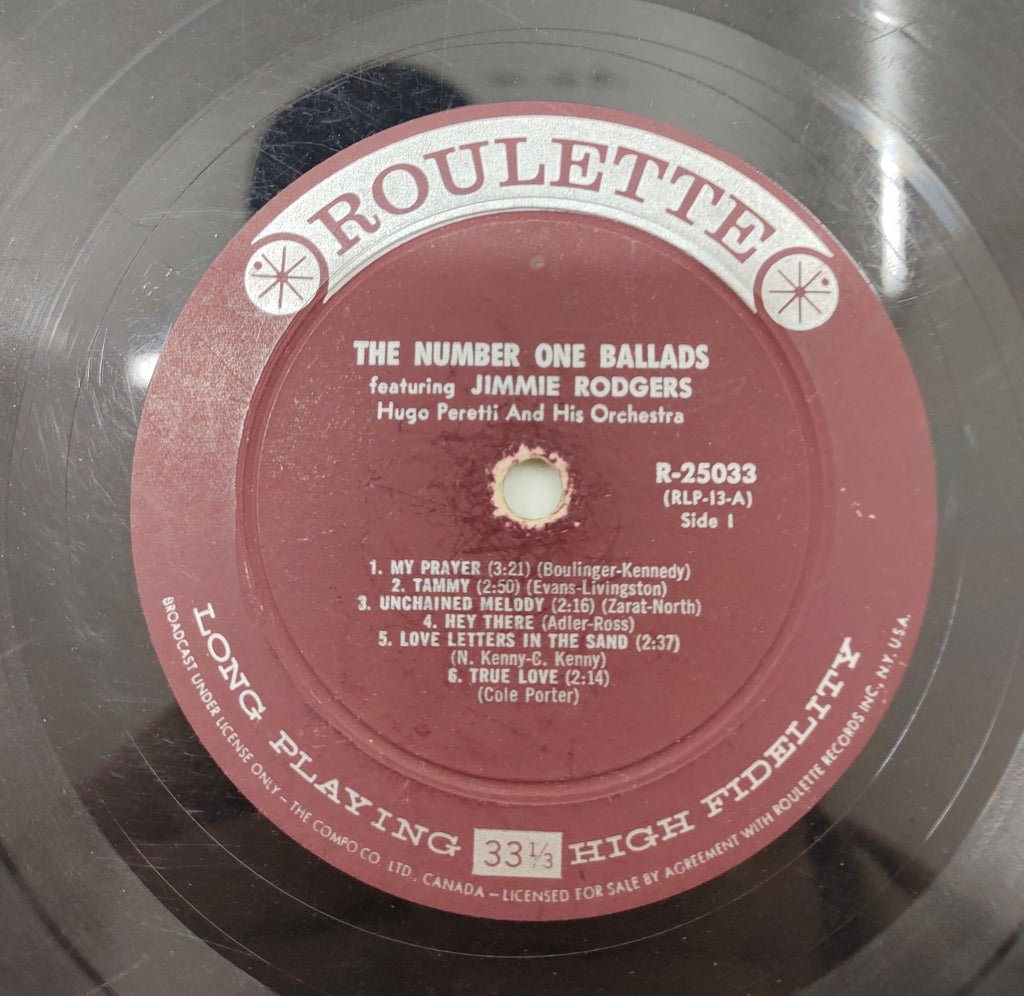 ROULETTE
THE NUMBER ONE BALLADS
featuring JIMMIE RODGERS
Hugo Peretti And His Orchestra
R-25033
(RLP-13-A)
Side 1
1. MY PRAYER (3:21) (Boulinger-Kennedy)
2. TAMMY (2:50) (Evans-Livingston)
3. UNCHAINED MELODY (2:16) (Zarat-North)
4. HEY THERE (Adler-Ross)
5. LOVE LETTERS IN THE SAND (2:37)
(N. Kenny-C. Kenny)
6. TRUE LOVE (2:14)
(Cole Porter)
LONG PLAYING 33 1/3 HIGH FIDELITY
BROADCAST UNDER LICENSE ONLY – THE COMPO CO. LTD., CANADA – LICENSED FOR SALE BY AGREEMENT WITH ROULETTE RECORDS INC., N.Y. U.S.A.